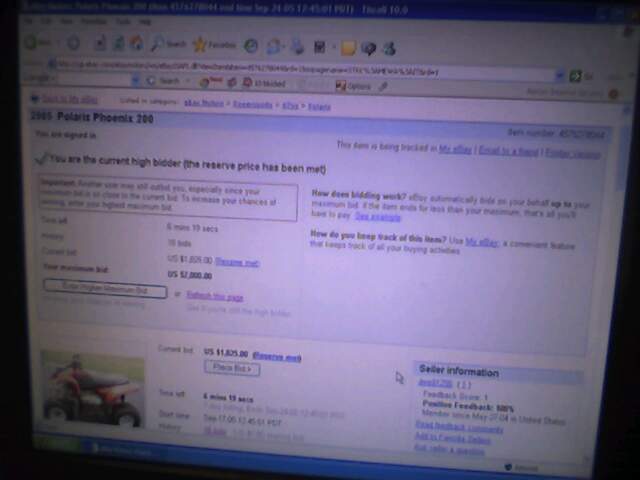 Polaris Phoenix 200 (item 4576278044 end time Sep-24-05 12:45:01 PDT) - Tiscali 10.0
Search Favorites
Search blocked Options
Back to My eBay Listed in category: eBay Motors > Powersports > ATVs > Polaris
2005 Polaris Phoenix 200 Item number: 4576278044
You are signed in
This item is being tracked in My eBay | Email to a friend | Printer Version
You are the current high bidder (the reserve price has been met)
Important: Another user may still outbid you, especially since your
maximum bid is so close to the current bid. To increase your chances of
winning, enter your highest maximum bid.
How does bidding work? eBay automatically bids on your behalf up to your
maximum bid. If the item ends for less than your maximum, that's all you'll
have to pay. See example.
How do you keep track of this item? Use My eBay, a convenient feature
that keeps track of all your buying activities.
Time left: 6 mins 19 secs
History: 18 bids
Current bid: US $1,825.00 (Reserve met)
Your maximum bid: US $2,000.00
Enter Higher Maximum Bid or Refresh this page
See if you're still the high bidder
Current bid: US $1,825.00 (Reserve met)
Place Bid >
Time left: 6 mins 19 secs
Start time: Sep-17-05 12:45:01 PDT
History:
Seller information
Feedback Score: 1
Positive Feedback: 100%
Member since May-07-04 in United States
Read feedback comments
Add to Favorite Sellers
Ask seller a question
Internet